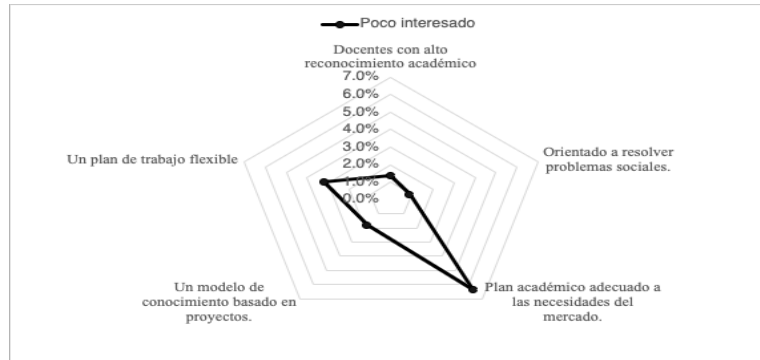 Poco interesado
Docentes con alto
reconocimiento académico
7.0%
6.0%
5.0%
4.0%
3.0%
2.0%
1.0%
0.0%
Un plan de trabajo flexible
Orientado a resolver
problemas sociales.
Un modelo de
conocimiento basado en
proyectos.
Plan académico adecuado a
las necesidades del
mercado.